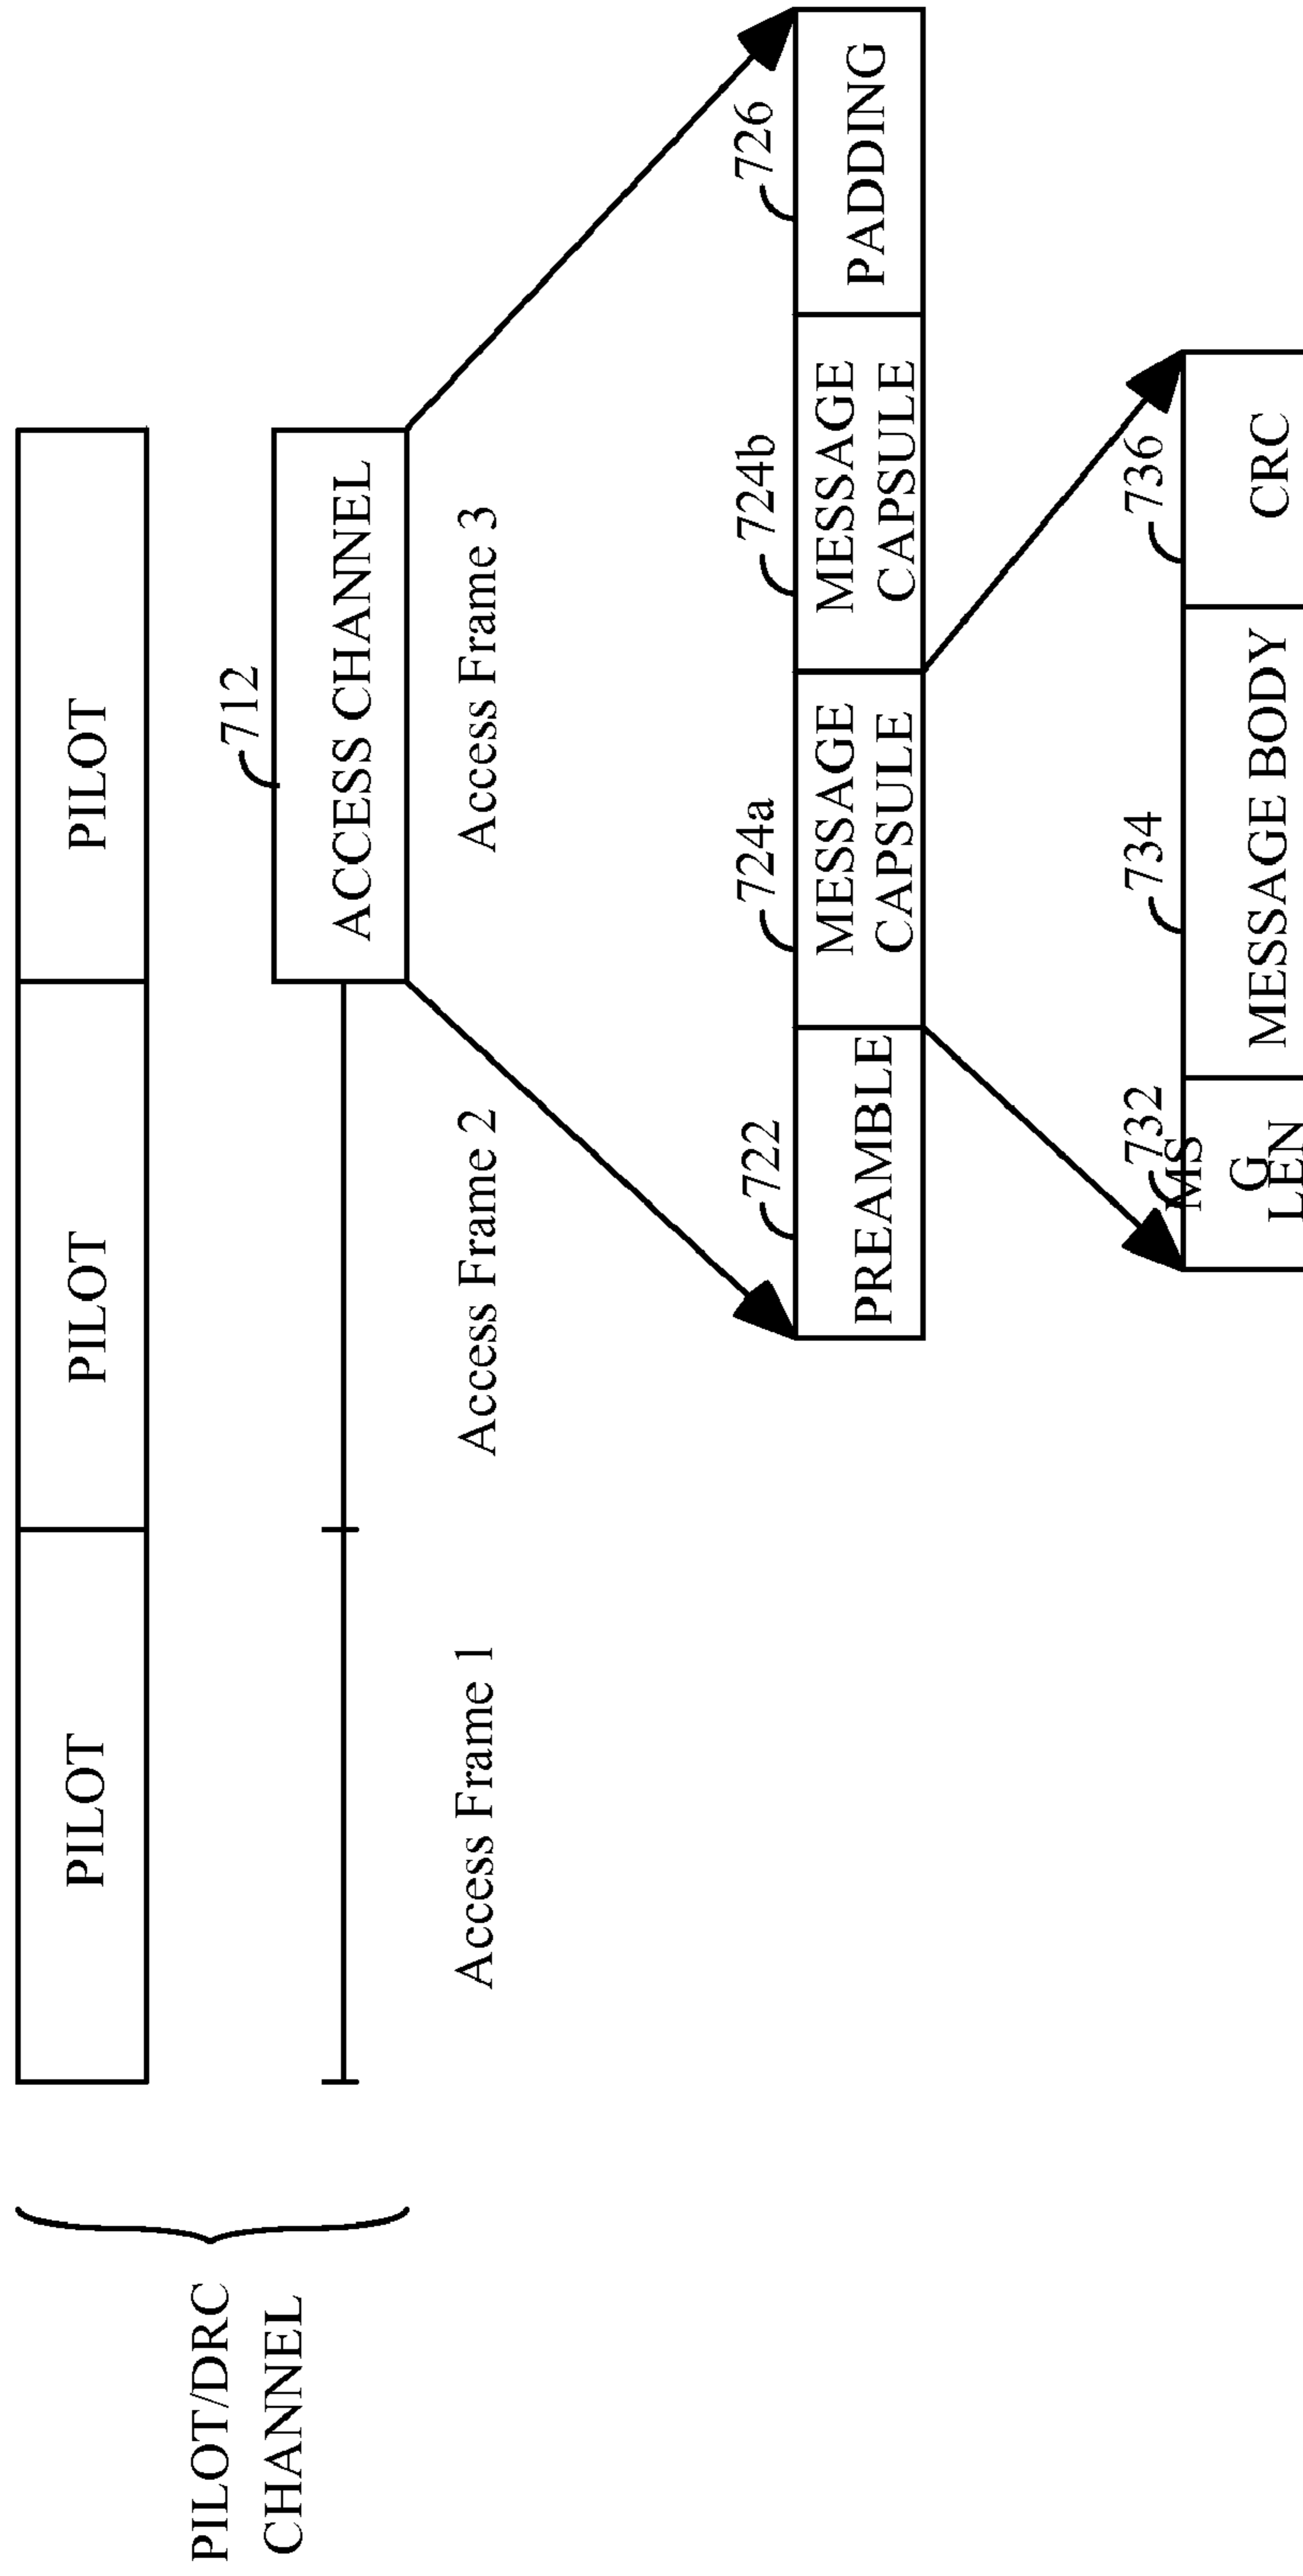 PILOT/DRC
CHANNEL
PILOT
PILOT
PILOT
712
ACCESS CHANNEL
Access Frame 1
Access Frame 2
Access Frame 3
722
724a
724b
726
PREAMBLE
MESSAGE
CAPSULE
MESSAGE
CAPSULE
PADDING
732
734
736
MS
G
LEN
MESSAGE BODY
CRC